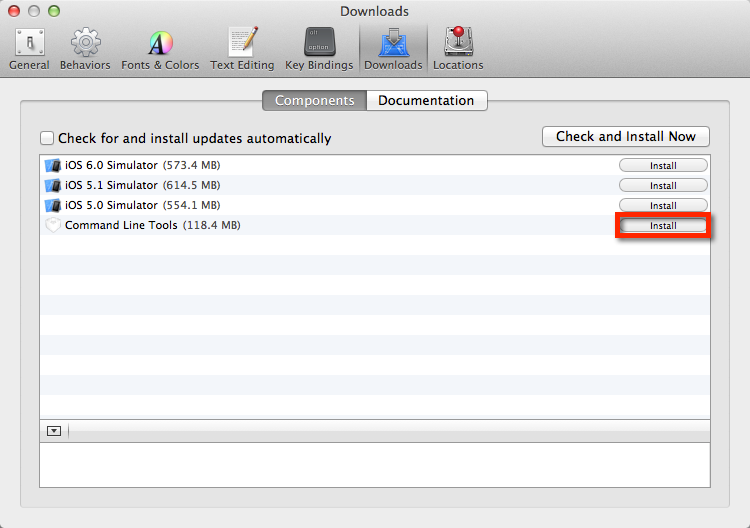 Downloads
General Behaviors Fonts & Colors Text Editing Key Bindings Downloads Locations
alt
option
Components Documentation
Check for and install updates automatically Check and Install Now
iOS 6.0 Simulator (573.4 MB) Install
iOS 5.1 Simulator (614.5 MB) Install
iOS 5.0 Simulator (554.1 MB) Install
Command Line Tools (118.4 MB) Install